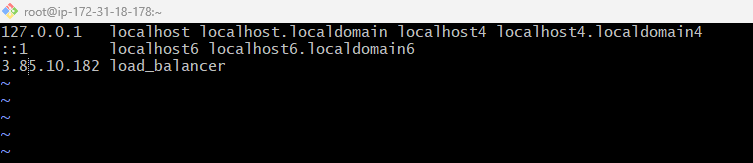 root@ip-172-31-18-178:~
127.0.0.1   localhost localhost.localdomain localhost4 localhost4.localdomain4
::1         localhost6 localhost6.localdomain6
3.85.10.182 load_balancer
~
~
~
~
~